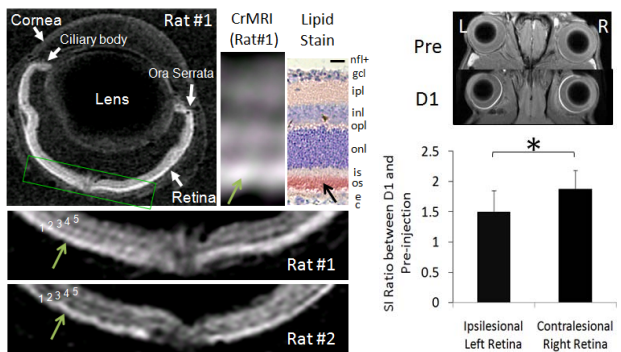 Rat #1
Cornea
Ciliary body
Ora Serrata
Lens
Retina
CrMRI
(Rat#1)
Lipid
Stain
nfl+
gcl
ipl
inl
opl
onl
is
os
e
c
1 2 3 4 5
Rat #1
1 2 3 4 5
Rat #2
L R
Pre
D1
*
SI Ratio between D1 and
Pre-injection
2.5
2
1.5
1
0.5
0
Ipsilesional
Left Retina
Contralesional
Right Retina